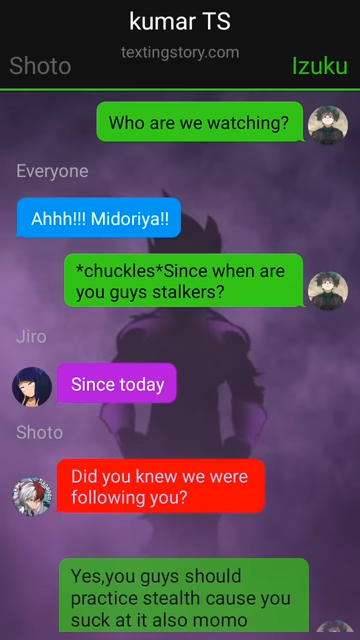 kumar TS
textingstory.com
Shoto
Izuku
Who are we watching?
Everyone
Ahhh!!! Midoriya!!
*chuckles*Since when are
you guys stalkers?
Jiro
Since today
Shoto
Did you knew we were
following you?
Yes,you guys should
practice stealth cause you
suck at it also momo